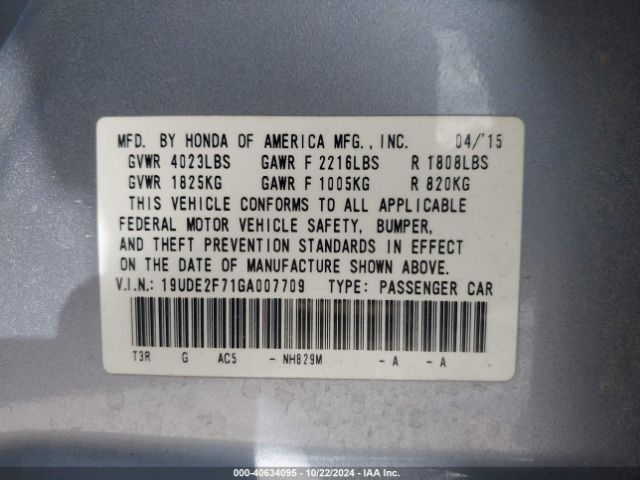 MFD. BY HONDA OF AMERICA MFG., INC. 04/'15
GVWR 4023LBS GAWR F 2216LBS R 1808LBS
GVWR 1825KG GAWR F 1005KG R 820KG
THIS VEHICLE CONFORMS TO ALL APPLICABLE
FEDERAL MOTOR VEHICLE SAFETY, BUMPER,
AND THEFT PREVENTION STANDARDS IN EFFECT
ON THE DATE OF MANUFACTURE SHOWN ABOVE.
V.I.N.: 19UDE2F71GA007709 TYPE: PASSENGER CAR
T3R G AC5 - NH829M - A - A
000-40634095 - 10/22/2024 - IAA Inc.